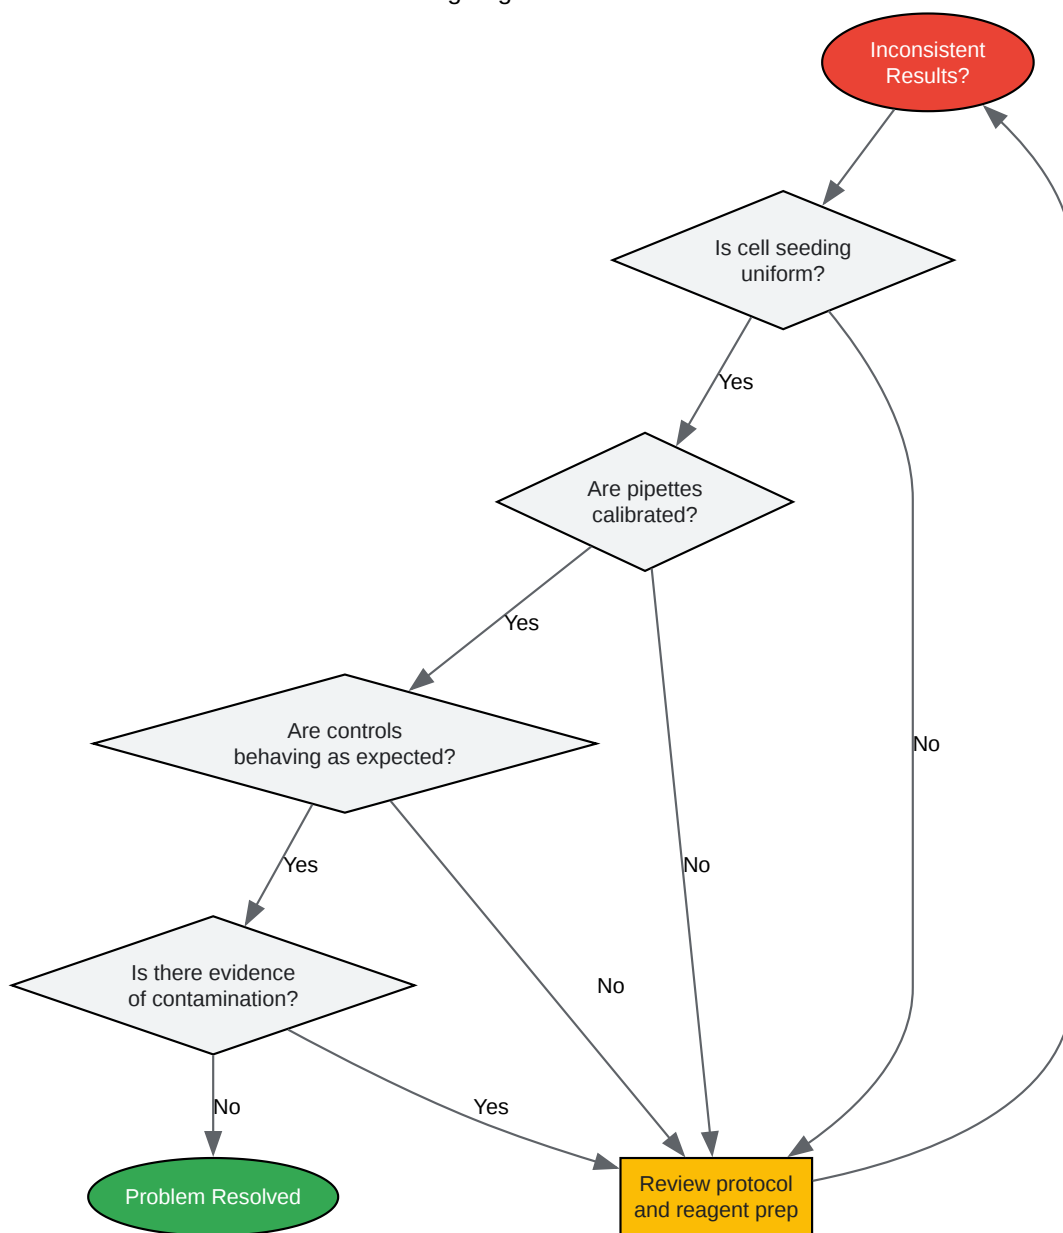 Inconsistent
Results?
Is cell seeding
uniform?
Yes
Are pipettes
calibrated?
Yes
Are controls
behaving as expected?
No
Yes
No
Is there evidence
of contamination?
No
No
Yes
Problem Resolved
Review protocol
and reagent prep